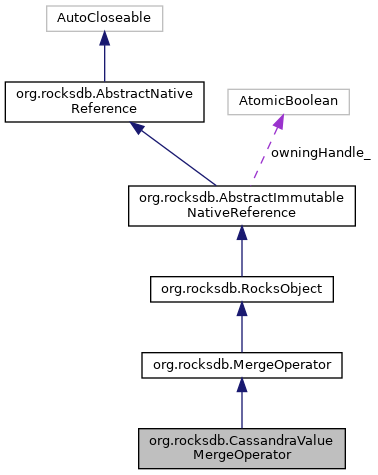 AutoCloseable
org.rocksdb.AbstractNative
Reference
AtomicBoolean
owningHandle_
org.rocksdb.AbstractImmutable
NativeReference
org.rocksdb.RocksObject
org.rocksdb.MergeOperator
org.rocksdb.CassandraValue
MergeOperator